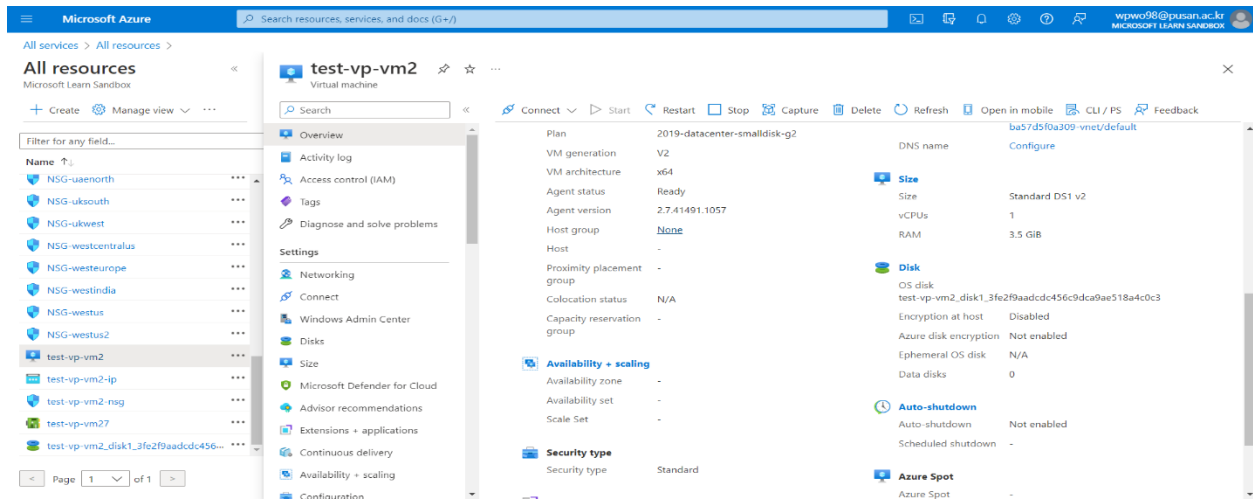 Microsoft Azure
Search resources, services, and docs (G+/)
wpwo98@pusan.ac.kr
MICROSOFT LEARN SANDBOX
All services > All resources >
All resources
Microsoft Learn Sandbox
+ Create
Manage view
Filter for any field...
Name ↑↓
NSG-uaenorth
NSG-uksouth
NSG-ukwest
NSG-westcentralus
NSG-westeurope
NSG-westindia
NSG-westus
NSG-westus2
test-vp-vm2
test-vp-vm2-ip
test-vp-vm2-nsg
test-vp-vm27
test-vp-vm2_disk1_3fe2f9aadcdc456...
< Page 1 of 1 >
test-vp-vm2
Virtual machine
Search
Overview
Activity log
Access control (IAM)
Tags
Diagnose and solve problems
Settings
Networking
Connect
Windows Admin Center
Disks
Size
Microsoft Defender for Cloud
Advisor recommendations
Extensions + applications
Continuous delivery
Availability + scaling
Configuration
Connect Start Restart Stop Capture Delete Refresh Open in mobile CLI / PS Feedback
Plan 2019-datacenter-smalldisk-g2
VM generation V2
VM architecture x64
Agent status Ready
Agent version 2.7.41491.1057
Host group None
Host -
Proximity placement -
group
Colocation status N/A
Capacity reservation -
group
Availability + scaling
Availability zone -
Availability set -
Scale Set -
Security type
Security type Standard
ba57d5f0a309-vnet/default
DNS name Configure
Size
Size Standard DS1 v2
vCPUs 1
RAM 3.5 GiB
Disk
OS disk
test-vp-vm2_disk1_3fe2f9aadcdc456c9dca9ae518a4c0c3
Encryption at host Disabled
Azure disk encryption Not enabled
Ephemeral OS disk N/A
Data disks 0
Auto-shutdown
Auto-shutdown Not enabled
Scheduled shutdown -
Azure Spot
Azure Spot -